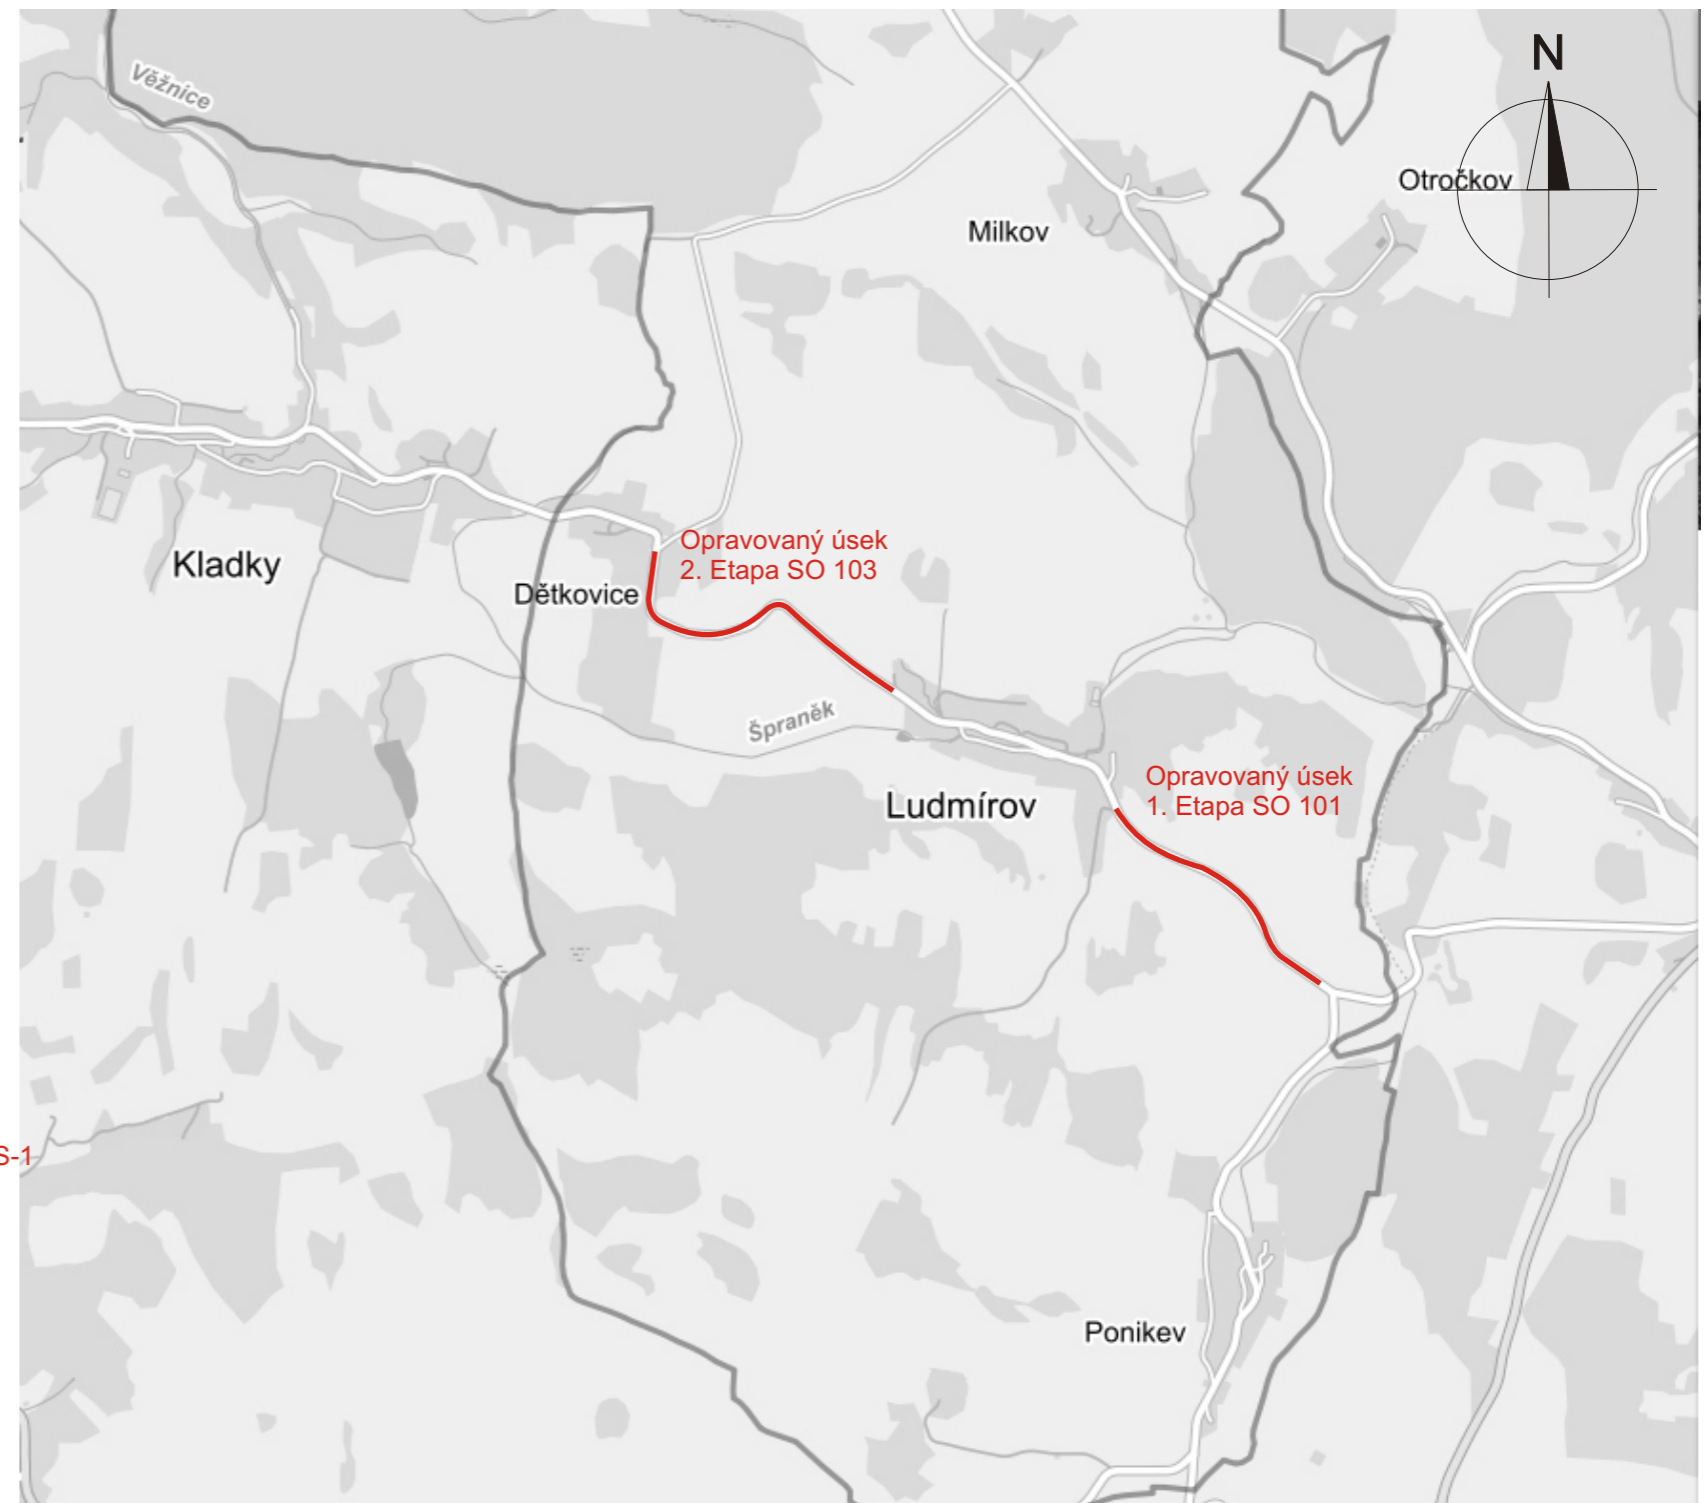 N
Věžnice
Otročkov
Milkov
Opravovaný úsek
2. Etapa SO 103
Kladky
Dětkovice
Špraněk
Opravovaný úsek
1. Etapa SO 101
Ludmírov
S-1
Ponikev